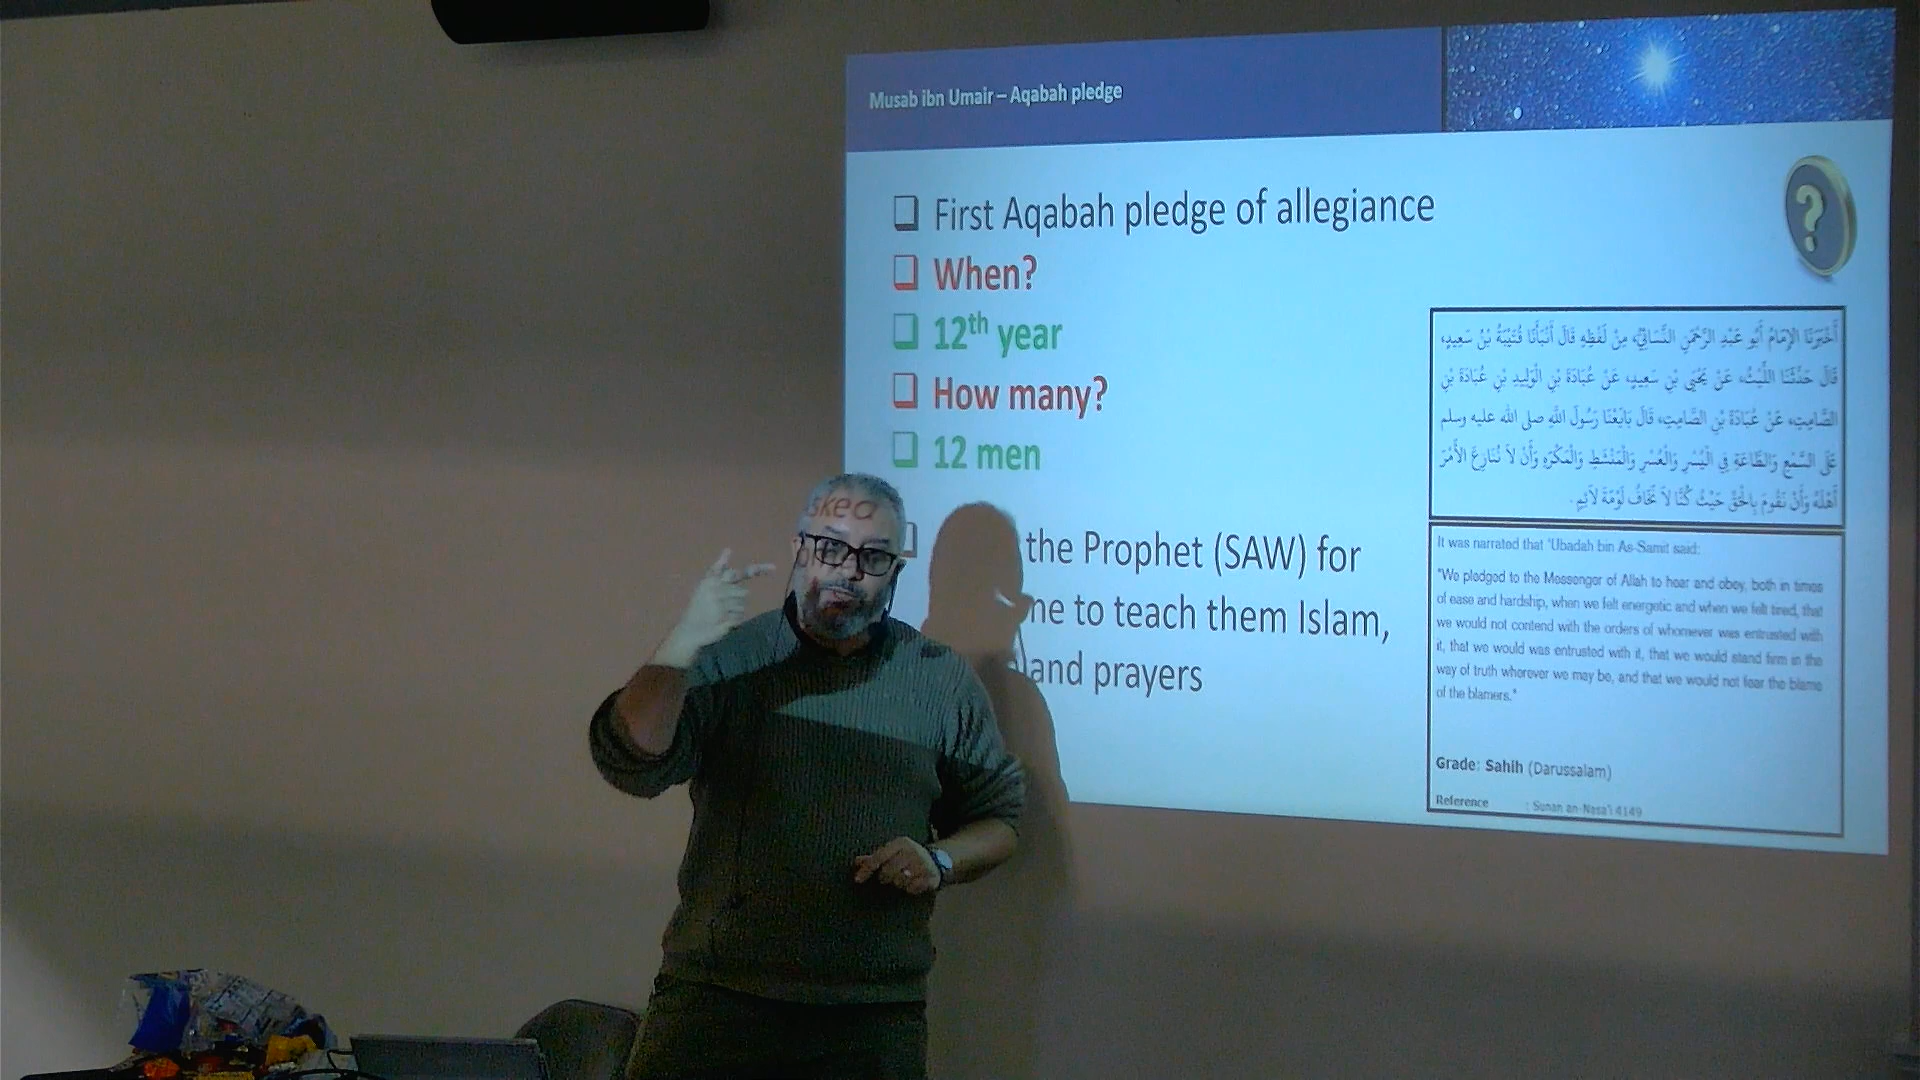 Musab ibn Umair – Aqabah pledge
First Aqabah pledge of allegiance
When?
12th year
How many?
12 men
sked the Prophet (SAW) for
ne to teach them Islam,
and prayers
أَخْبَرَنَا الإِمَامُ أَبُو عَبْدِ الرَّحْمَنِ النَّسَائِيُّ، مِنْ لَفْظِهِ قَالَ أَنْبَأَنَا قُتَيْبَةُ بْنُ سَعِيدٍ،
قَالَ حَدَّثَنَا اللَّيْثُ، عَنْ يَحْيَى بْنِ سَعِيدٍ، عَنْ عُبَادَةَ بْنِ الْوَلِيدِ بْنِ عُبَادَةَ بْنِ
الصَّامِتِ، عَنْ عُبَادَةَ بْنِ الصَّامِتِ، قَالَ بَايَعْنَا رَسُولَ اللَّهِ صلى الله عليه وسلم
عَلَى السَّمْعِ وَالطَّاعَةِ فِي الْيُسْرِ وَالْعُسْرِ وَالْمَنْشَطِ وَالْمَكْرَهِ وَأَنْ لاَ نُنَازِعَ الأَمْرَ
أَهْلَهُ وَأَنْ نَقُومَ بِالْحَقِّ حَيْثُ كُنَّا لاَ نَخَافُ لَوْمَةَ لاَئِمٍ.
It was narrated that 'Ubadah bin As-Samit said:
"We pledged to the Messenger of Allah to hear and obey, both in times
of ease and hardship, when we felt energetic and when we felt tired, that
we would not contend with the orders of whomever was entrusted with
it, that we would was entrusted with it, that we would stand firm in the
way of truth wherever we may be, and that we would not fear the blame
of the blamers."
Grade: Sahih (Darussalam)
Reference : Sunan an-Nasa'i 4149